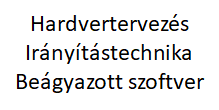 Hardvertervezés
Irányítástechnika
Beágyazott szoftver